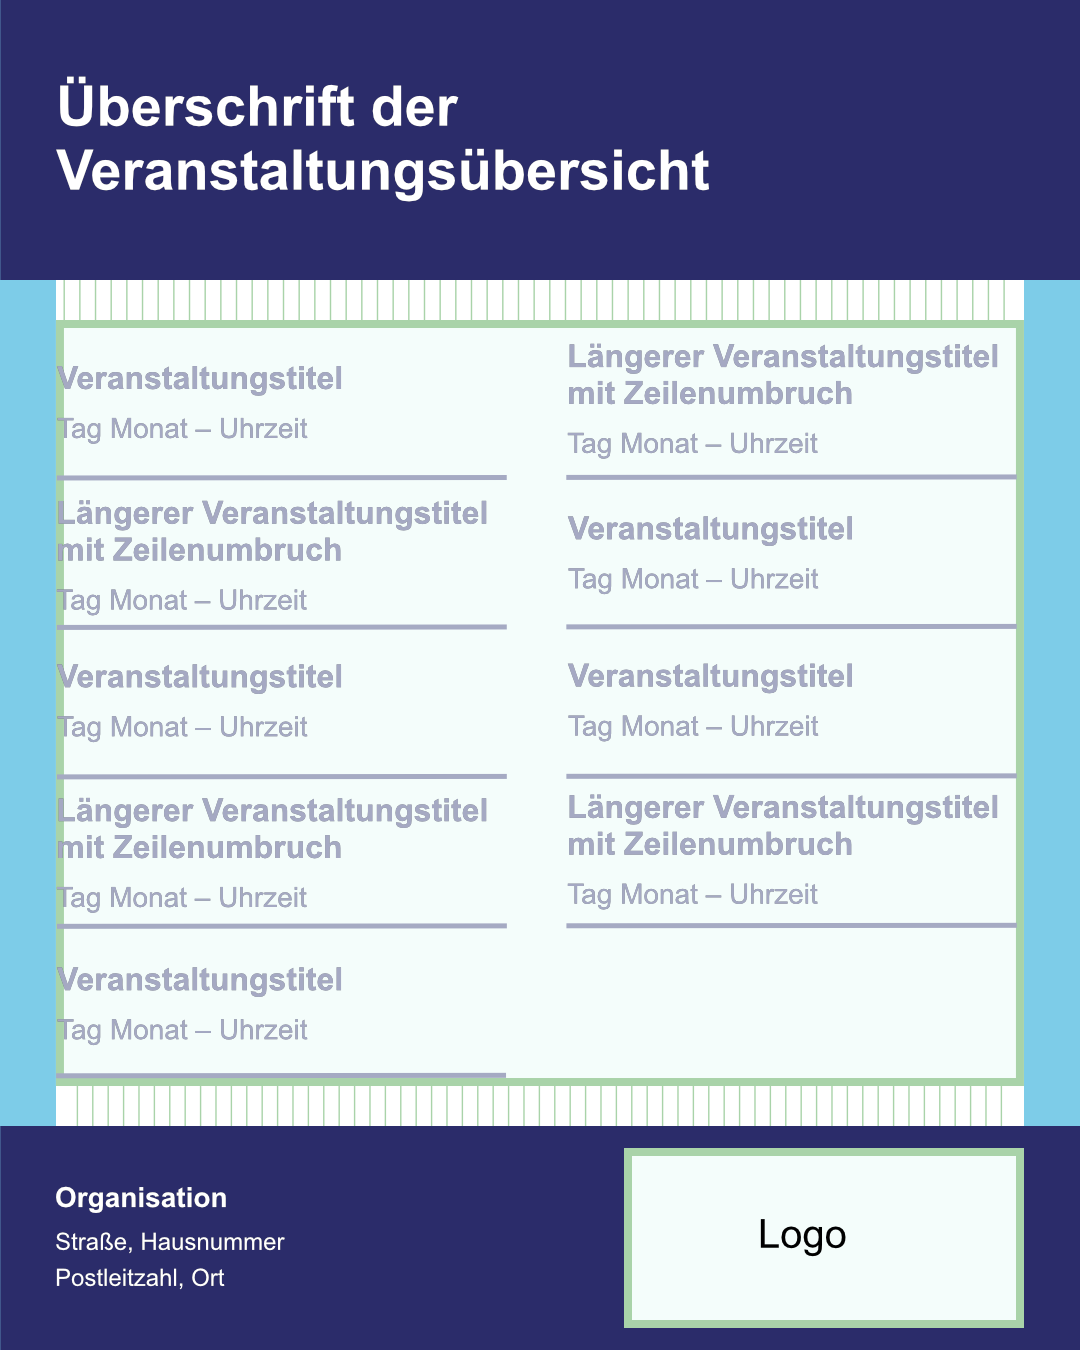 Überschrift der
Veranstaltungsübersicht
Veranstaltungstitel
Tag Monat – Uhrzeit
Längerer Veranstaltungstitel
mit Zeilenumbruch
Tag Monat – Uhrzeit
Veranstaltungstitel
Tag Monat – Uhrzeit
Längerer Veranstaltungstitel
mit Zeilenumbruch
Tag Monat – Uhrzeit
Veranstaltungstitel
Tag Monat – Uhrzeit
Längerer Veranstaltungstitel
mit Zeilenumbruch
Tag Monat – Uhrzeit
Veranstaltungstitel
Tag Monat – Uhrzeit
Veranstaltungstitel
Tag Monat – Uhrzeit
Längerer Veranstaltungstitel
mit Zeilenumbruch
Tag Monat – Uhrzeit
Organisation
Straße, Hausnummer
Postleitzahl, Ort
Logo